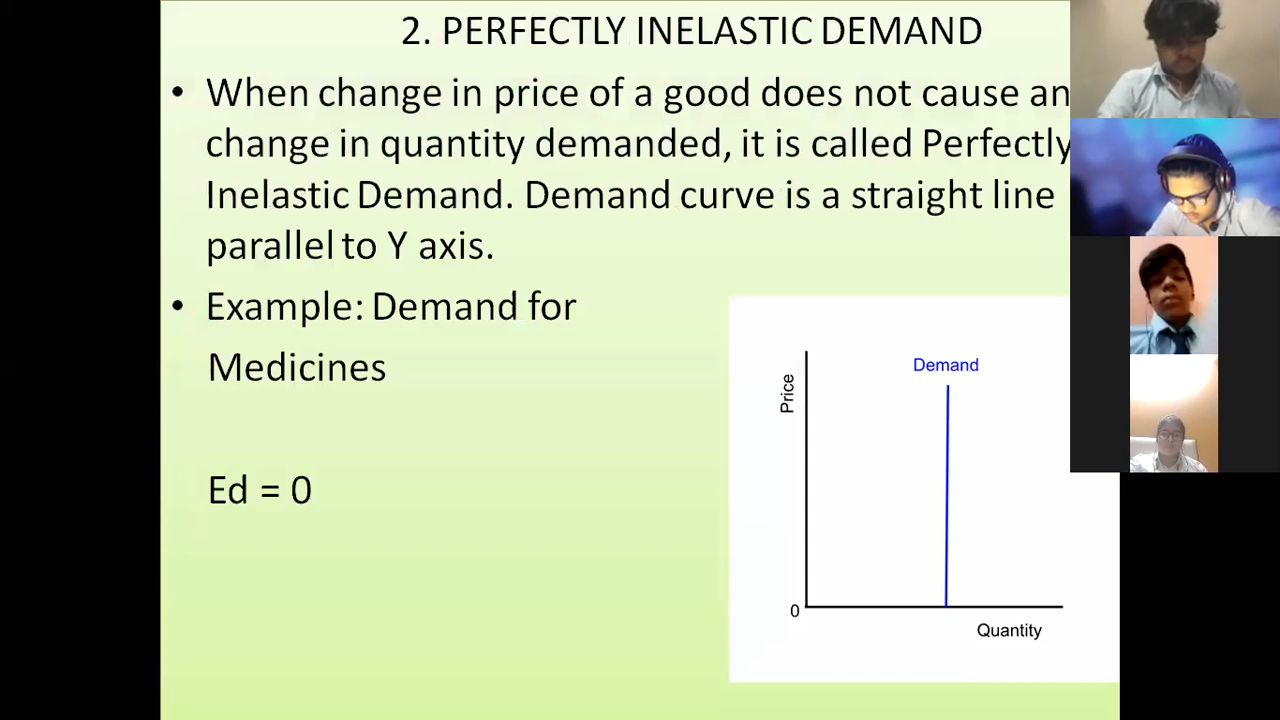 2. PERFECTLY INELASTIC DEMAND
• When change in price of a good does not cause an
change in quantity demanded, it is called Perfectly
Inelastic Demand. Demand curve is a straight line
parallel to Y axis.
• Example: Demand for
Medicines
Ed = 0
Demand
Price
0
Quantity